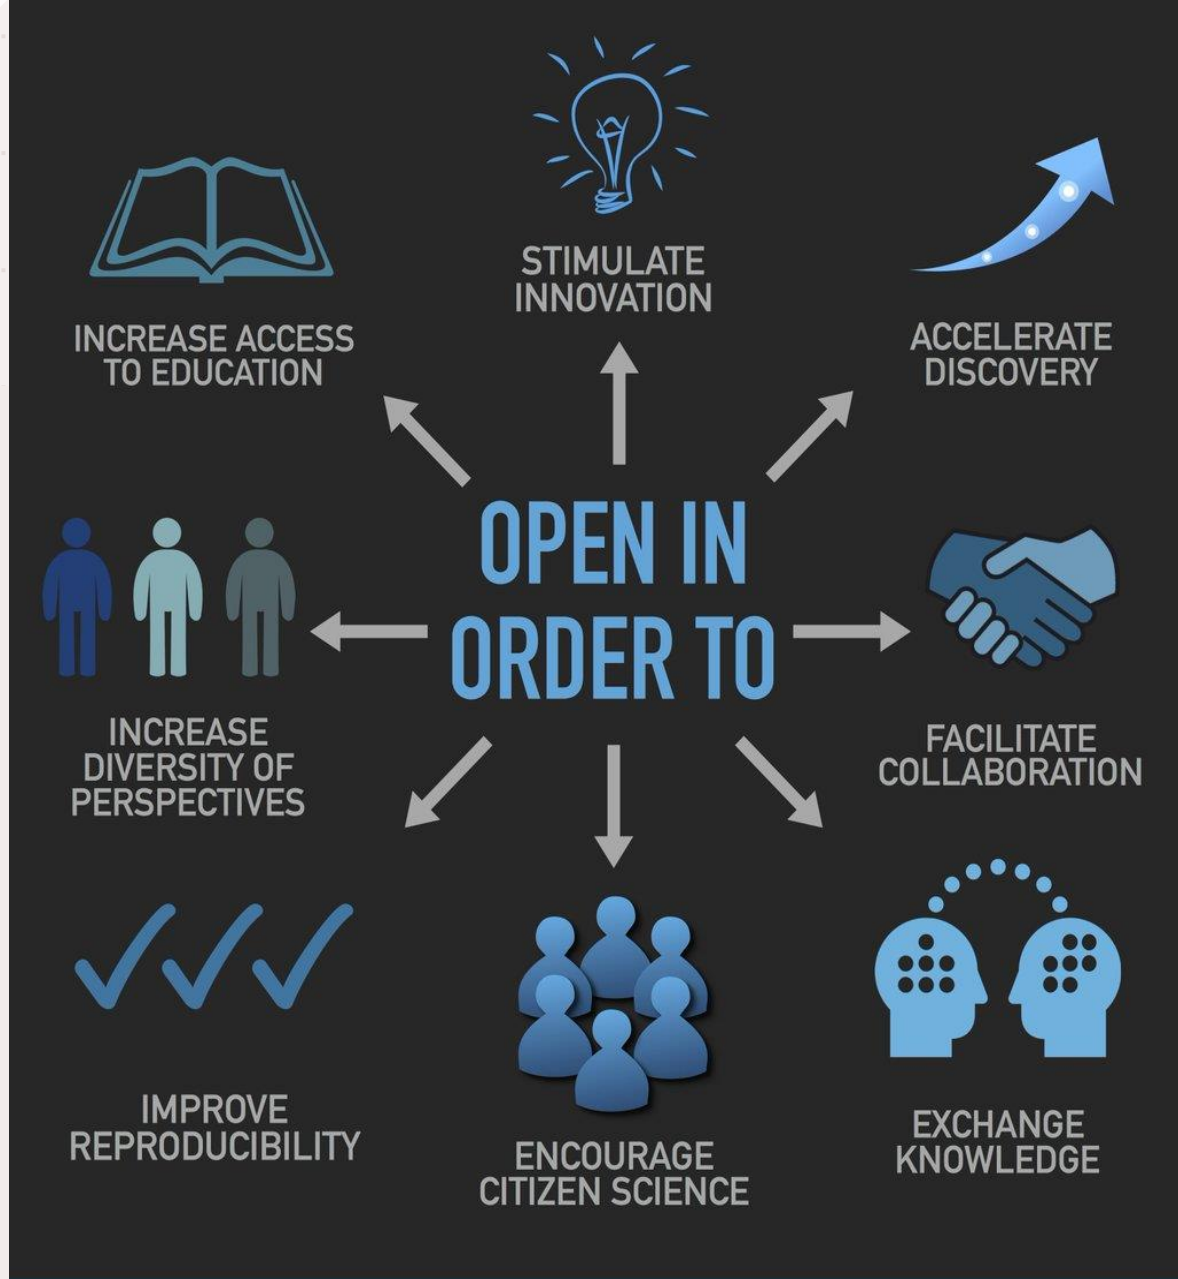 STIMULATE
INNOVATION
INCREASE ACCESS
TO EDUCATION
ACCELERATE
DISCOVERY
OPEN IN
ORDER TO
INCREASE
DIVERSITY OF
PERSPECTIVES
FACILITATE
COLLABORATION
IMPROVE
REPRODUCIBILITY
ENCOURAGE
CITIZEN SCIENCE
EXCHANGE
KNOWLEDGE